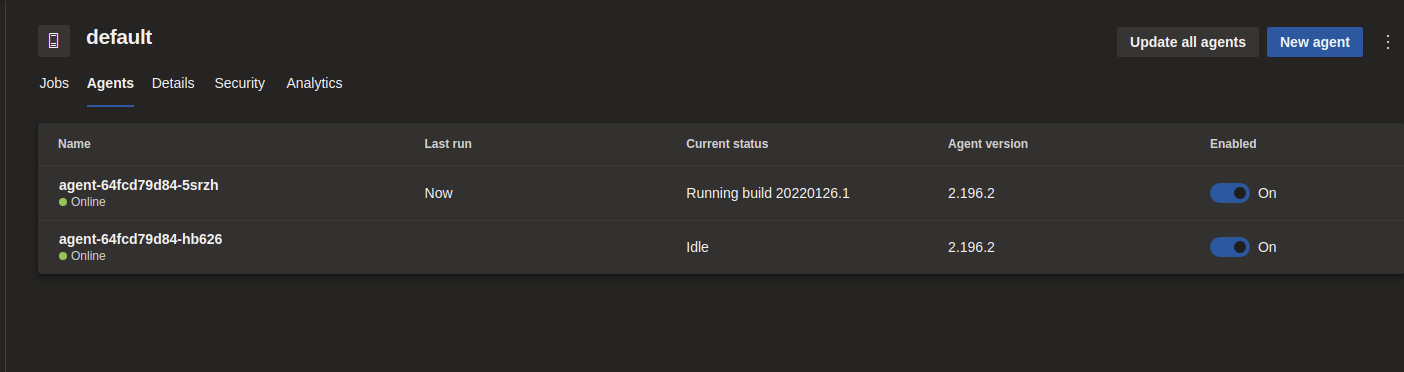 default
Update all agents New agent
Jobs Agents Details Security Analytics
Name Last run Current status Agent version Enabled
agent-64fcd79d84-5srzh
Online
Now Running build 20220126.1 2.196.2 On
agent-64fcd79d84-hb626
Online
Idle 2.196.2 On